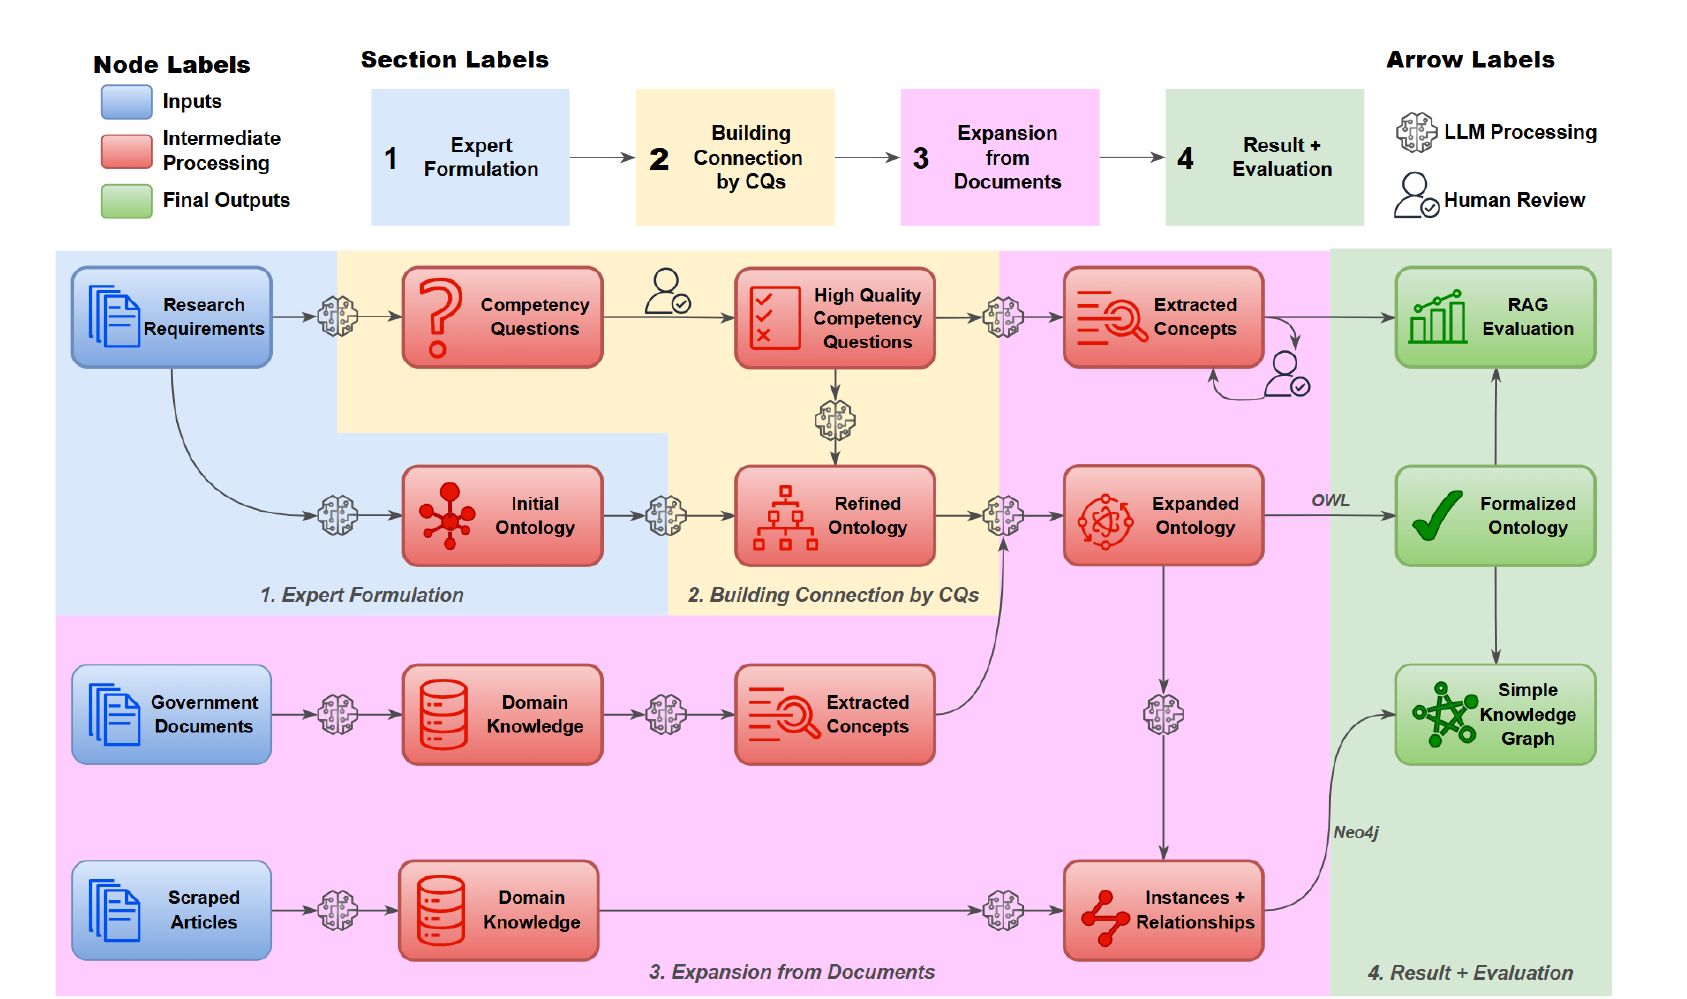 Node Labels
Inputs
Intermediate
Processing
Final Outputs
Section Labels
1
Expert
Formulation
2
Building
Connection
by CQs
3
Expansion
from
Documents
4
Result +
Evaluation
Arrow Labels
LLM Processing
Human Review
Research
Requirements
Competency
Questions
High Quality
Competency
Questions
Extracted
Concepts
RAG
Evaluation
Initial
Ontology
Refined
Ontology
Expanded
Ontology
OWL
Formalized
Ontology
1. Expert Formulation
2. Building Connection by CQs
Government
Documents
Domain
Knowledge
Extracted
Concepts
Simple
Knowledge
Graph
Neo4j
Scraped
Articles
Domain
Knowledge
Instances +
Relationships
3. Expansion from Documents
4. Result + Evaluation